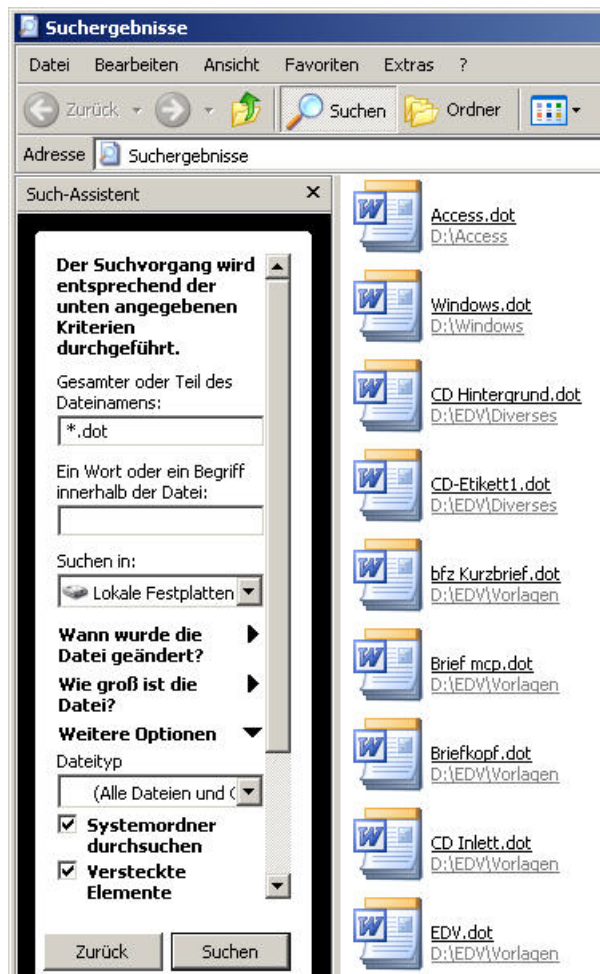 Suchergebnisse
Datei Bearbeiten Ansicht Favoriten Extras ?
Zurück Suchen Ordner
Adresse Suchergebnisse
Such-Assistent
Der Suchvorgang wird
entsprechend der
unten angegebenen
Kriterien
durchgeführt.
Gesamter oder Teil des
Dateinamens:
*.dot
Ein Wort oder ein Begriff
innerhalb der Datei:
Suchen in:
Lokale Festplatten
Wann wurde die
Datei geändert?
Wie groß ist die
Datei?
Weitere Optionen
Dateityp
(Alle Dateien und
Systemordner
durchsuchen
Versteckte
Elemente
Zurück Suchen
Access.dot
D:\Access
Windows.dot
D:\Windows
CD Hintergrund.dot
D:\EDV\Diverses
CD-Etikett1.dot
D:\EDV\Diverses
bfz Kurzbrief.dot
D:\EDV\Vorlagen
Brief mcp.dot
D:\EDV\Vorlagen
Briefkopf.dot
D:\EDV\Vorlagen
CD Inlett.dot
D:\EDV\Vorlagen
EDV.dot
D:\EDV\Vorlagen